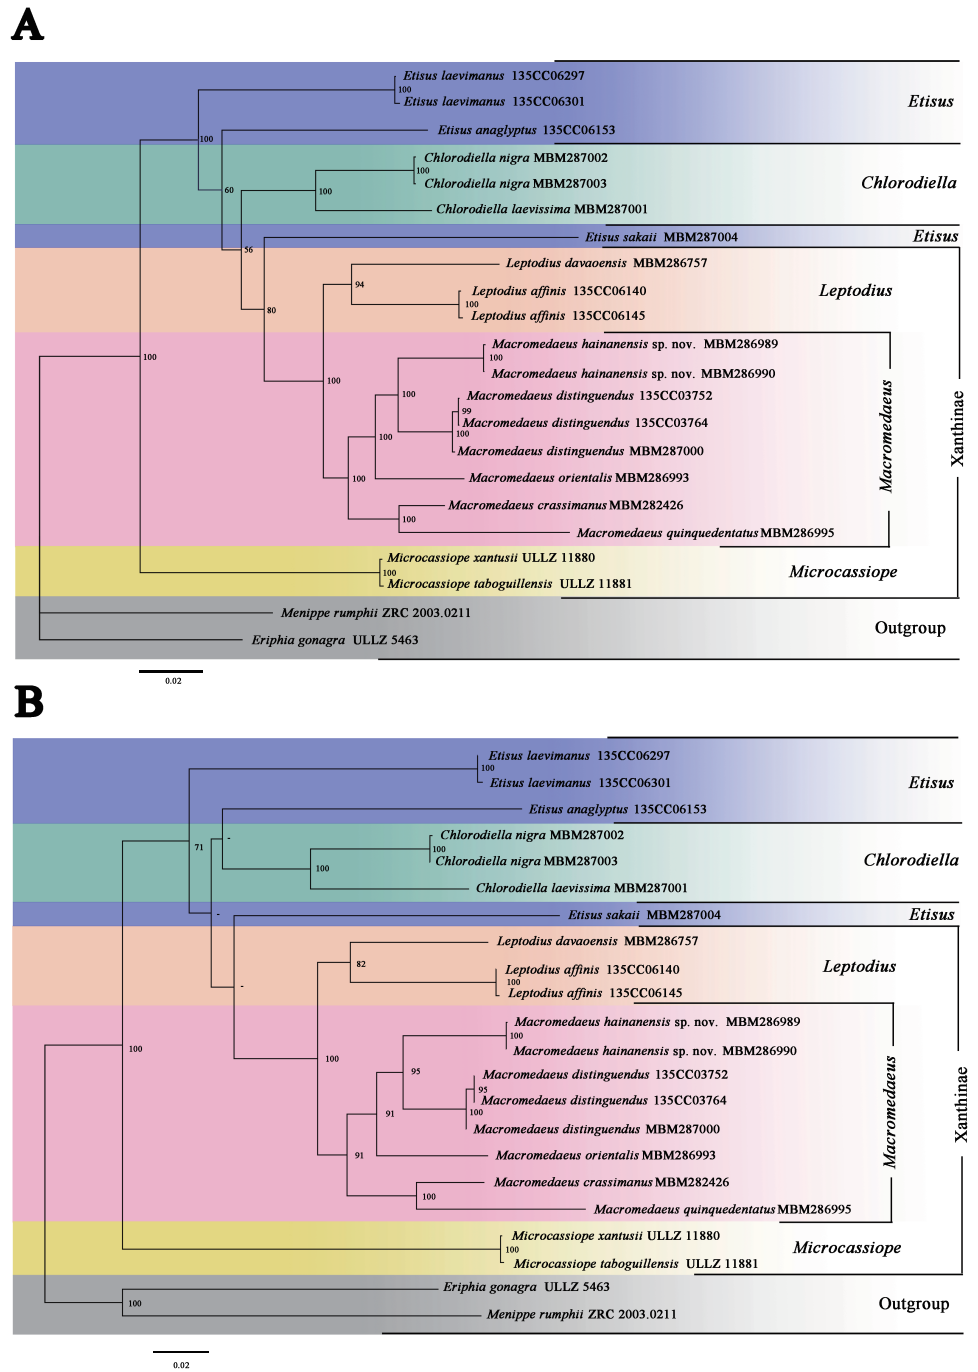 A
Etisus laevimanus 135CC06297
100
Etisus laevimanus 135CC06301
Etisus
100
Etisus anaglyptus 135CC06153
Chlorodiella nigra MBM287002
100
Chlorodiella nigra MBM287003
Chlorodiella
60
100
Chlorodiella laevissima MBM287001
Etisus sakaii MBM287004
Etisus
56
Leptodius davaoensis MBM286757
94
Leptodius affinis 135CC06140
Leptodius
100
80
Leptodius affinis 135CC06145
Macromedaeus hainanensis sp. nov. MBM286989
100
100
Macromedaeus hainanensis sp. nov. MBM286990
100
100
Macromedaeus distinguendus 135CC03752
99
Macromedaeus distinguendus 135CC03764
100
100
Macromedaeus distinguendus MBM287000
Macromedaeus
Xanthinae
100
Macromedaeus orientalis MBM286993
Macromedaeus crassimanus MBM282426
100
Macromedaeus quinquedentatus MBM286995
Microcassiope xantusii ULLZ 11880
100
Microcassiope
Microcassiope taboguillensis ULLZ 11881
Menippe rumphii ZRC 2003.0211
Outgroup
Eriphia gonagra ULLZ 5463
0.02
B
Etisus laevimanus 135CC06297
100
Etisus laevimanus 135CC06301
Etisus
Etisus anaglyptus 135CC06153
-
71
Chlorodiella nigra MBM287002
100
Chlorodiella nigra MBM287003
Chlorodiella
100
Chlorodiella laevissima MBM287001
-
Etisus sakaii MBM287004
Etisus
Leptodius davaoensis MBM286757
82
Leptodius affinis 135CC06140
Leptodius
100
-
Leptodius affinis 135CC06145
Macromedaeus hainanensis sp. nov. MBM286989
100
100
Macromedaeus hainanensis sp. nov. MBM286990
100
95
Macromedaeus distinguendus 135CC03752
95
Macromedaeus distinguendus 135CC03764
91
100
Macromedaeus distinguendus MBM287000
Macromedaeus
Xanthinae
91
Macromedaeus orientalis MBM286993
Macromedaeus crassimanus MBM282426
100
Macromedaeus quinquedentatus MBM286995
Microcassiope xantusii ULLZ 11880
100
Microcassiope
Microcassiope taboguillensis ULLZ 11881
Eriphia gonagra ULLZ 5463
100
Outgroup
Menippe rumphii ZRC 2003.0211
0.02